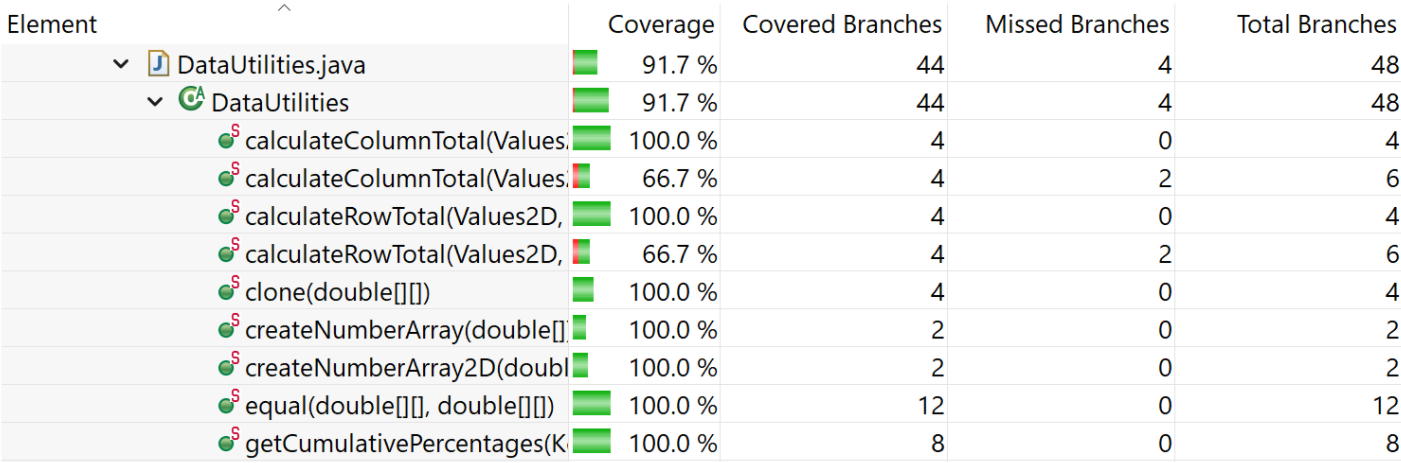 Element Coverage Covered Branches Missed Branches Total Branches
J DataUtilities.java 91.7 % 44 4 48
C A DataUtilities 91.7 % 44 4 48
S calculateColumnTotal(Values 100.0 % 4 0 4
S calculateColumnTotal(Values 66.7 % 4 2 6
S calculateRowTotal(Values2D, 100.0 % 4 0 4
S calculateRowTotal(Values2D, 66.7 % 4 2 6
S clone(double[][]) 100.0 % 4 0 4
S createNumberArray(double[] 100.0 % 2 0 2
S createNumberArray2D(doubl 100.0 % 2 0 2
S equal(double[][], double[][]) 100.0 % 12 0 12
S getCumulativePercentages(K 100.0 % 8 0 8